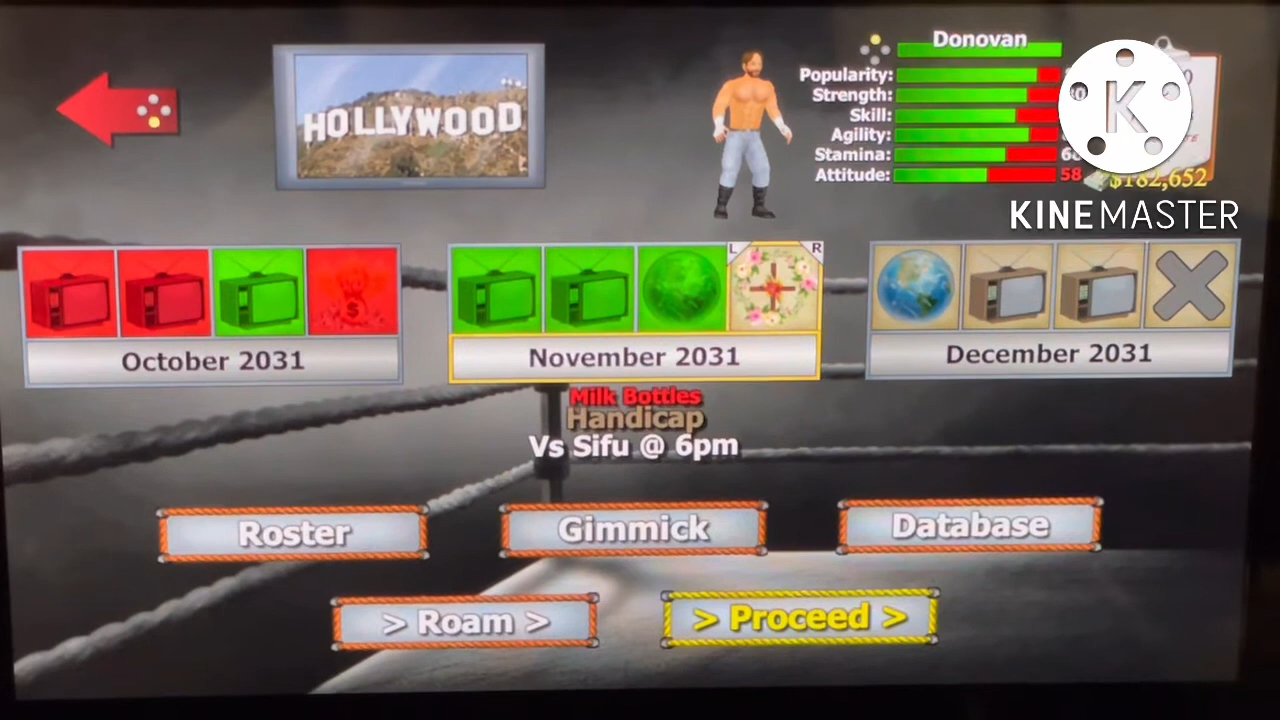 HOLLYWOOD
Donovan
Popularity:
Strength:
Skill:
Agility:
Stamina:
Attitude: 58
$182,652
K
KINEMASTER
L R
$
October 2031
November 2031
December 2031
Milk Bottles
Handicap
Vs Sifu @ 6pm
Roster
Gimmick
Database
> Roam >
> Proceed >